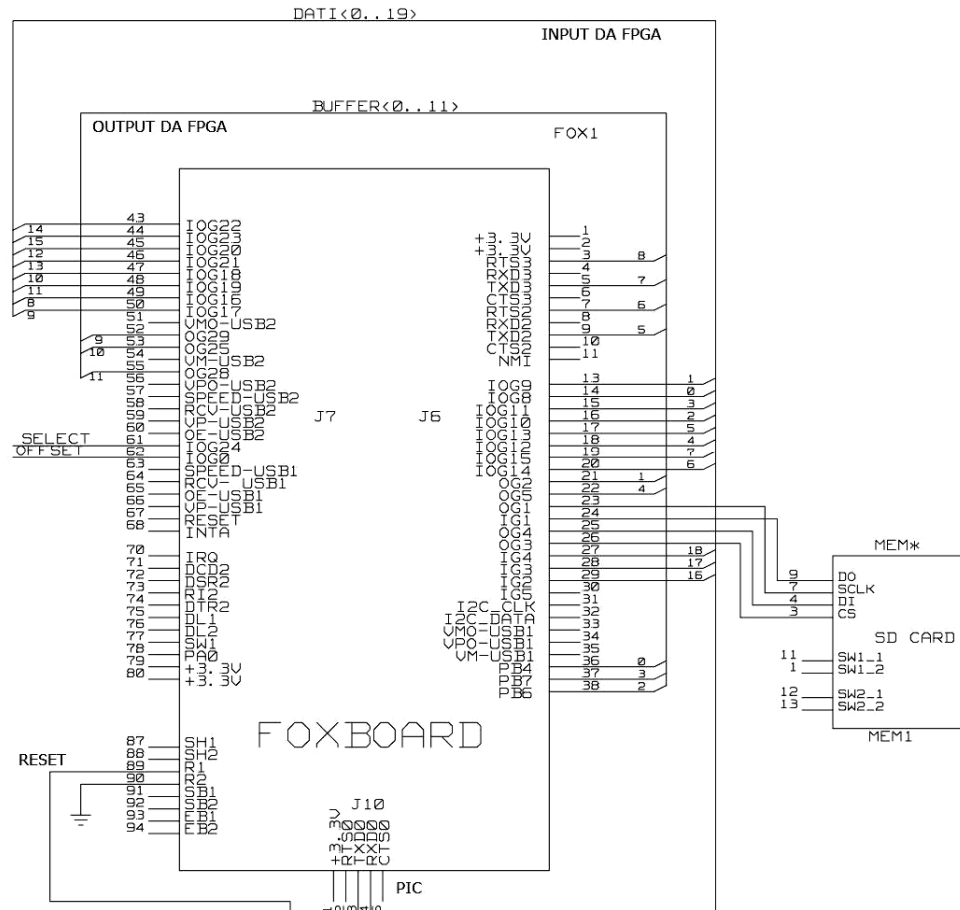 DATI<0..19>
INPUT DA FPGA
BUFFER<0..11>
OUTPUT DA FPGA
FOX1
43 IOG22
14 44 IOG23
15 45 IOG20
12 46 IOG21
13 47 IOG18
10 48 IOG19
11 49 IOG16
8 50 IOG17
9 51 VMO-USB2
52 OG29
9 53 OG25
10 54 VM-USB2
55 OG28
11 56 VPO-USB2
57 SPEED-USB2
58 RCV-USB2
59 VP-USB2
60 OE-USB2
SELECT 61 IOG24
OFFSET 62 IOG0
63 SPEED-USB1
64 RCV- USB1
65 OE-USB1
66 VP-USB1
67 RESET
68 INTA
70 IRQ
71 DCD2
72 DSR2
73 RI2
74 DTR2
75 DL1
76 DL2
77 SW1
78 PA0
79 +3.3V
80 +3.3V
J7 J6
+3.3V 1
+3.3V 2
RTS3 3 8
RXD3 4
TXD3 5 7
CTS3 6
RTS2 7 6
RXD2 8
TXD2 9 5
CTS2 10
NMI 11
IOG9 13 1
IOG8 14 0
IOG11 15 3
IOG10 16 2
IOG13 17 5
IOG12 18 4
IOG15 19 7
IOG14 20 6
OG2 21 1
OG5 22 4
OG1 23
IG1 24
OG4 25
OG3 26
IG4 27 18
IG3 28 17
IG2 29 16
IG5 30
I2C_CLK 31
I2C_DATA 32
VMO-USB1 33
VPO-USB1 34
VM-USB1 35
PB4 36 0
PB7 37 3
PB6 38 2
MEM*
9 DO
7 SCLK
4 DI
3 CS
SD CARD
11 SW1_1
1 SW1_2
12 SW2_1
13 SW2_2
MEM1
FOXBOARD
RESET
87 SH1
88 SH2
89 R1
90 R2
91 SB1
92 SB2
93 EB1
94 EB2
J10
+3.3V
RTS0
TXD0
RXD0
CTS0
PIC